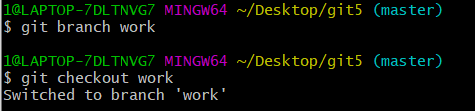 1@LAPTOP-7DLTNVG7 MINGW64 ~/Desktop/git5 (master)
$ git branch work
1@LAPTOP-7DLTNVG7 MINGW64 ~/Desktop/git5 (master)
$ git checkout work
Switched to branch 'work'